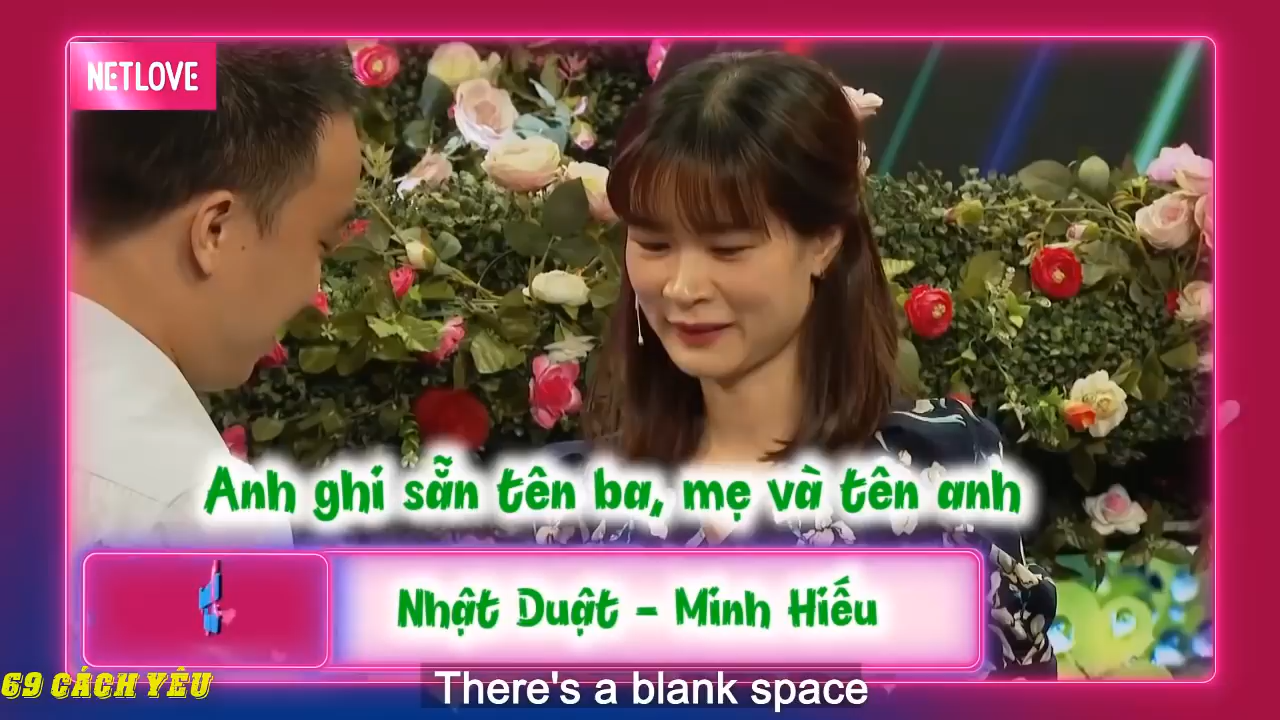 NETLOVE
Anh ghi sẵn tên ba, mẹ và tên anh
Nhật Duật - Minh Hiếu
69 CÁCH YÊU
There's a blank space